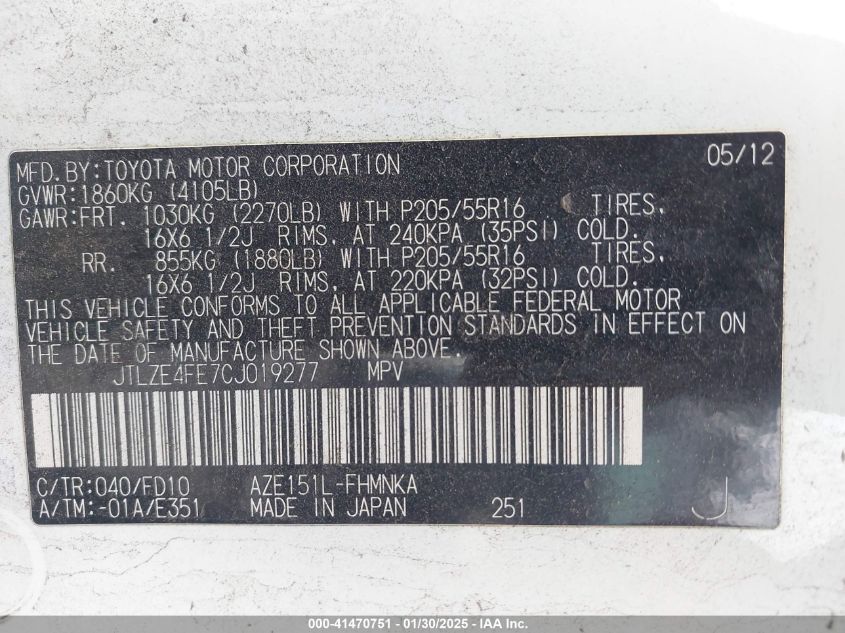 MFD.BY:TOYOTA MOTOR CORPORATION 05/12
GVWR:1860KG (4105LB)
GAWR:FRT. 1030KG (2270LB) WITH P205/55R16 TIRES,
16X6 1/2J RIMS, AT 240KPA (35PSI) COLD.
RR. 855KG (1880LB) WITH P205/55R16 TIRES,
16X6 1/2J RIMS, AT 220KPA (32PSI) COLD.
THIS VEHICLE CONFORMS TO ALL APPLICABLE FEDERAL MOTOR
VEHICLE SAFETY AND THEFT PREVENTION STANDARDS IN EFFECT ON
THE DATE OF MANUFACTURE SHOWN ABOVE.
JTLZE4FE7CJ019277 MPV
C/TR:040/FD10 AZE151L-FHMNKA
A/TM:-01A/E351 MADE IN JAPAN 251 J
000-41470751 - 01/30/2025 - IAA Inc.